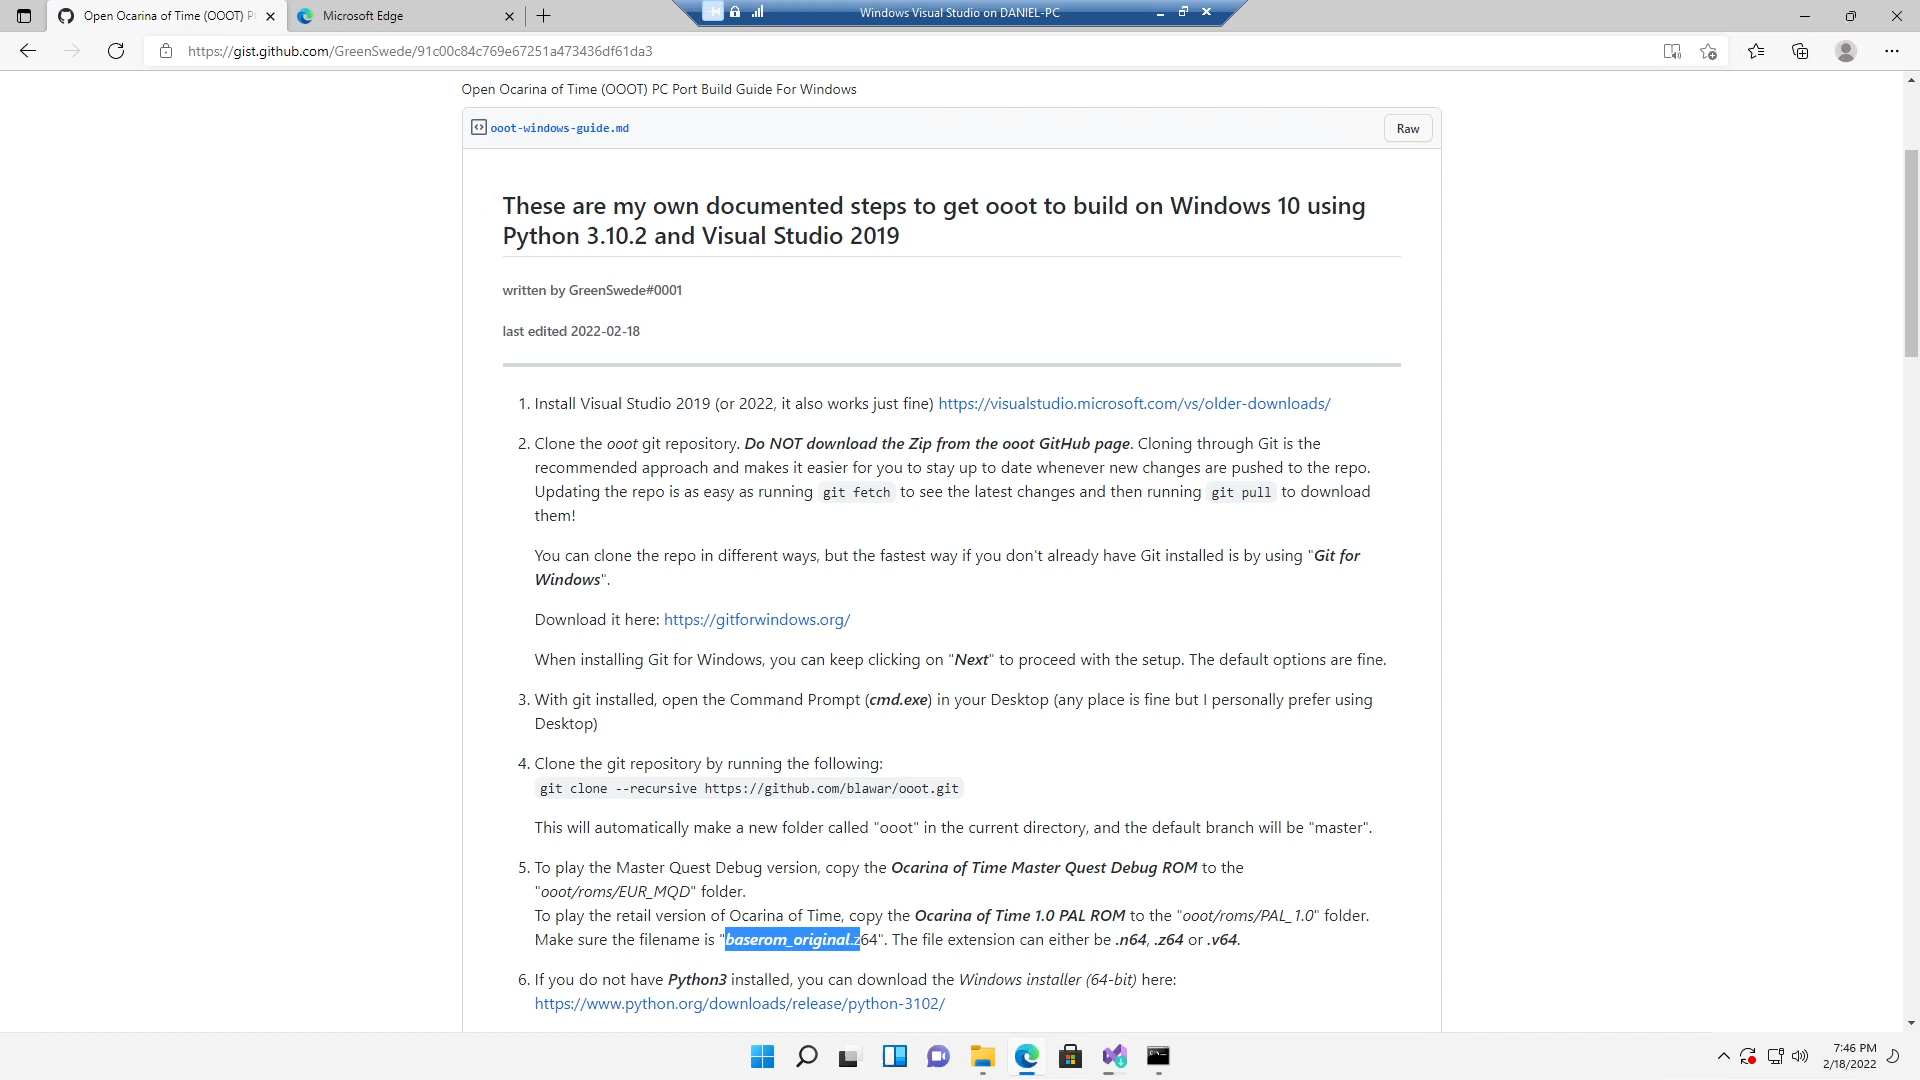 Open Ocarina of Time (OOOT) P
Microsoft Edge
Windows Visual Studio on DANIEL-PC
https://gist.github.com/GreenSwede/91c00c84c769e67251a473436df61da3
Open Ocarina of Time (OOOT) PC Port Build Guide For Windows
ooot-windows-guide.md
Raw
These are my own documented steps to get ooot to build on Windows 10 using
Python 3.10.2 and Visual Studio 2019
written by GreenSwede#0001
last edited 2022-02-18
1. Install Visual Studio 2019 (or 2022, it also works just fine) https://visualstudio.microsoft.com/vs/older-downloads/
2. Clone the ooot git repository. Do NOT download the Zip from the ooot GitHub page. Cloning through Git is the
recommended approach and makes it easier for you to stay up to date whenever new changes are pushed to the repo.
Updating the repo is as easy as running git fetch to see the latest changes and then running git pull to download
them!
You can clone the repo in different ways, but the fastest way if you don't already have Git installed is by using "Git for
Windows".
Download it here: https://gitforwindows.org/
When installing Git for Windows, you can keep clicking on "Next" to proceed with the setup. The default options are fine.
3. With git installed, open the Command Prompt (cmd.exe) in your Desktop (any place is fine but I personally prefer using
Desktop)
4. Clone the git repository by running the following:
git clone --recursive https://github.com/blawar/ooot.git
This will automatically make a new folder called "ooot" in the current directory, and the default branch will be "master".
5. To play the Master Quest Debug version, copy the Ocarina of Time Master Quest Debug ROM to the
"ooot/roms/EUR_MQD" folder.
To play the retail version of Ocarina of Time, copy the Ocarina of Time 1.0 PAL ROM to the "ooot/roms/PAL_1.0" folder.
Make sure the filename is "baserom_original.z64". The file extension can either be .n64, .z64 or .v64.
6. If you do not have Python3 installed, you can download the Windows installer (64-bit) here:
https://www.python.org/downloads/release/python-3102/
7:46 PM
2/18/2022